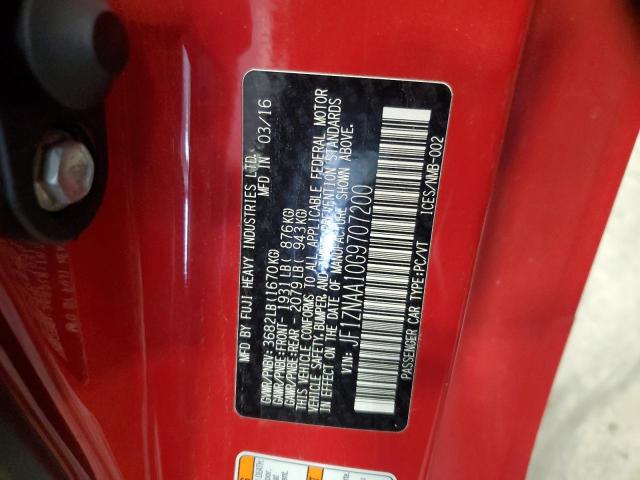 MFD BY FUJI HEAVY INDUSTRIES LTD.
MFD IN 03/16
GVWR/PNBV:3682LB(1670KG)
GAWR/PNBE:FRONT- 1931LB( 876KG)
GAWR/PNBE:REAR- 2079LB( 943KG)
THIS VEHICLE CONFORMS TO ALL APPLICABLE FEDERAL MOTOR
VEHICLE SAFETY, BUMPER, AND THEFT PREVENTION STANDARDS
IN EFFECT ON THE DATE OF MANUFACTURE SHOWN ABOVE.
VIN: JF1ZNAA10G9707200
PASSENGER CAR TYPE:PC/VT
ICES/NMB-002